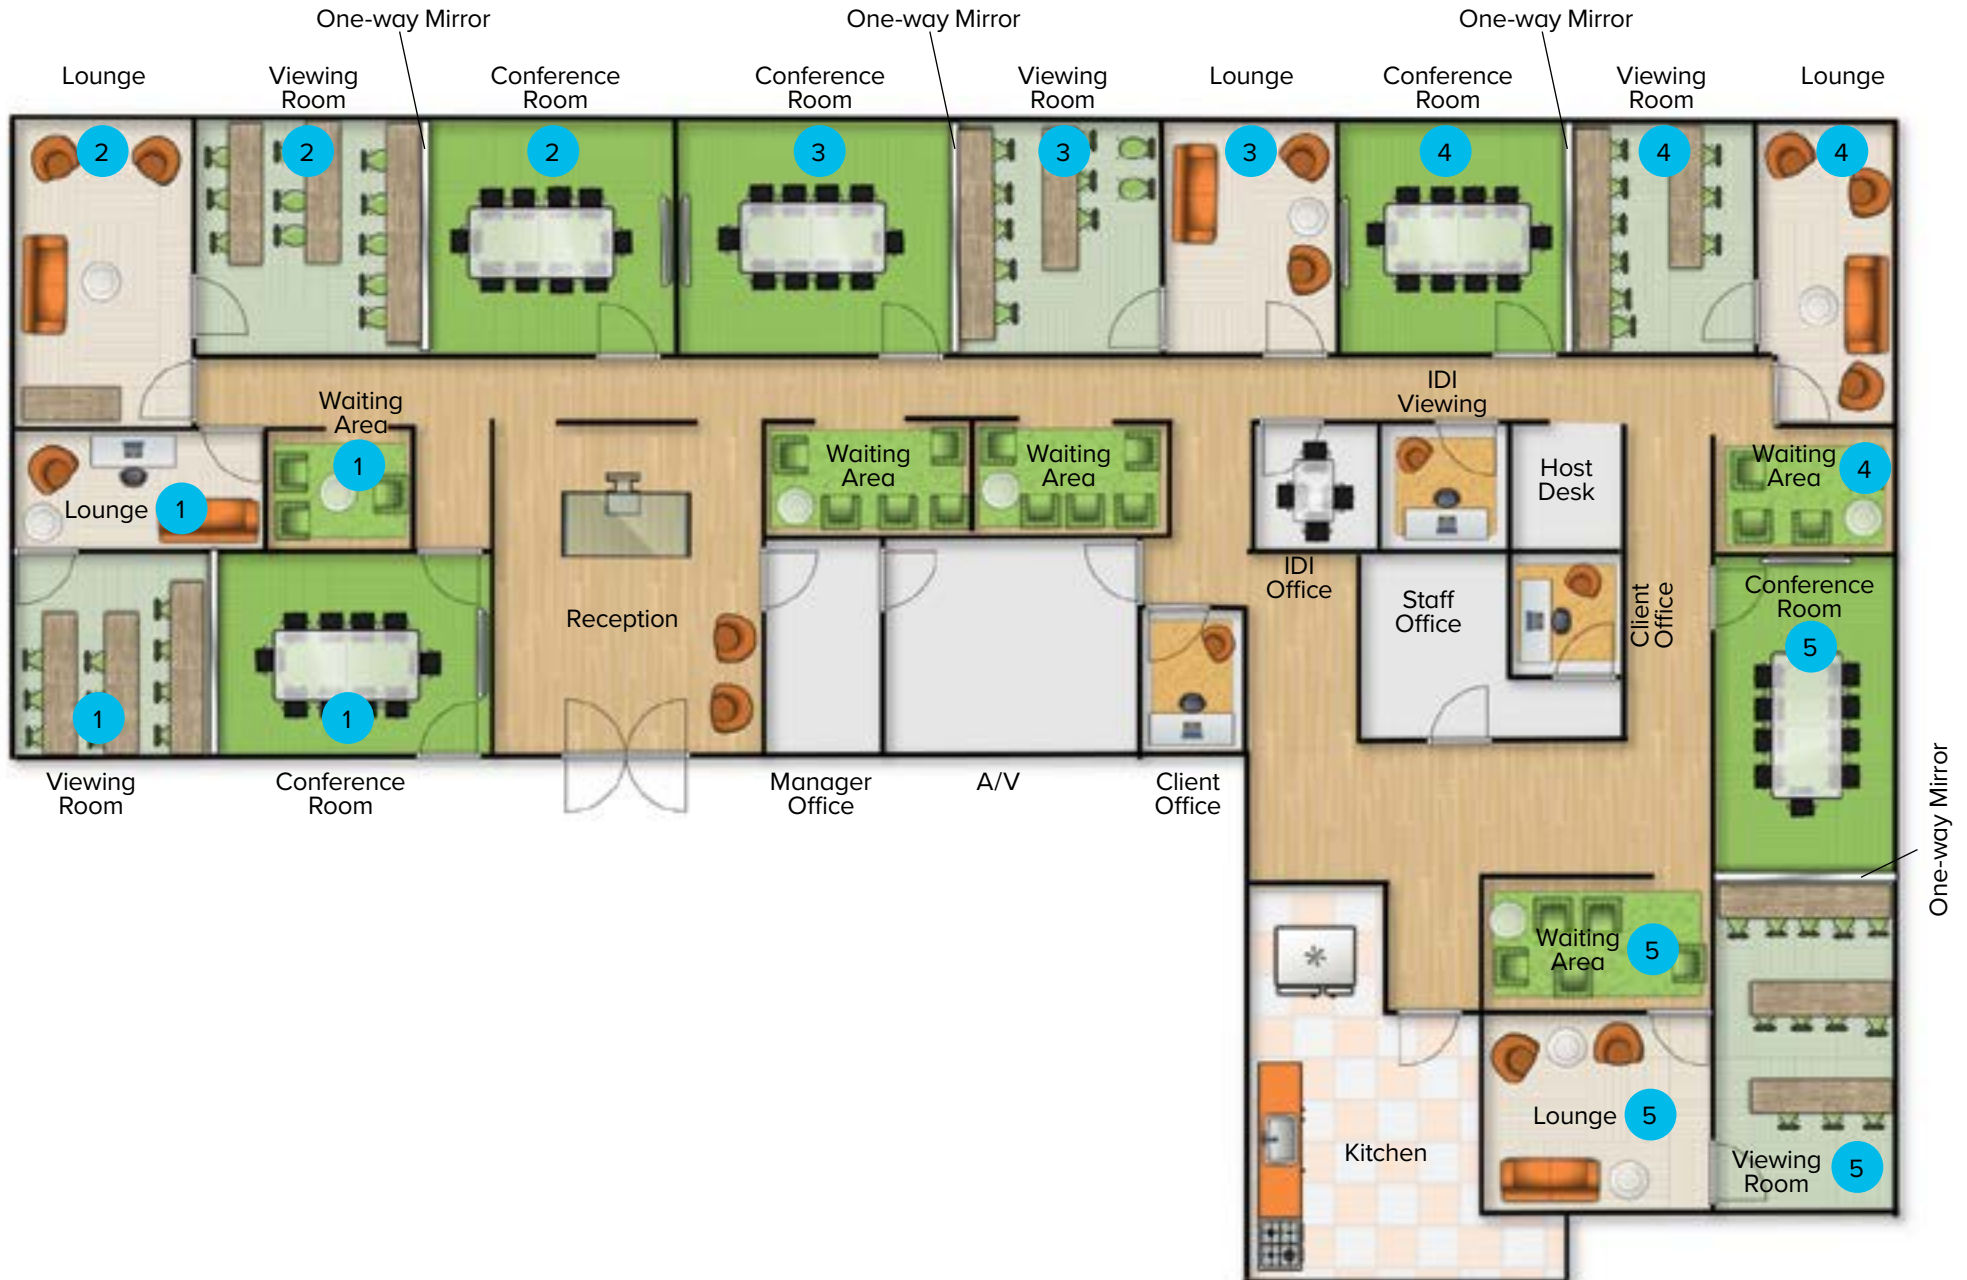 One-way Mirror
One-way Mirror
One-way Mirror
Lounge
Viewing
Room
Conference
Room
Conference
Room
Viewing
Room
Lounge
Conference
Room
Viewing
Room
Lounge
2
2
2
3
3
3
4
4
4
Waiting
Area
1
Lounge 1
Waiting
Area
Waiting
Area
IDI
Viewing
Host
Desk
Waiting
Area
4
IDI
Office
Staff
Office
Client
Office
Conference
Room
5
Reception
1
1
Viewing
Room
Conference
Room
Manager
Office
A/V
Client
Office
One-way Mirror
Waiting
Area
5
Lounge 5
Kitchen
Viewing
Room
5